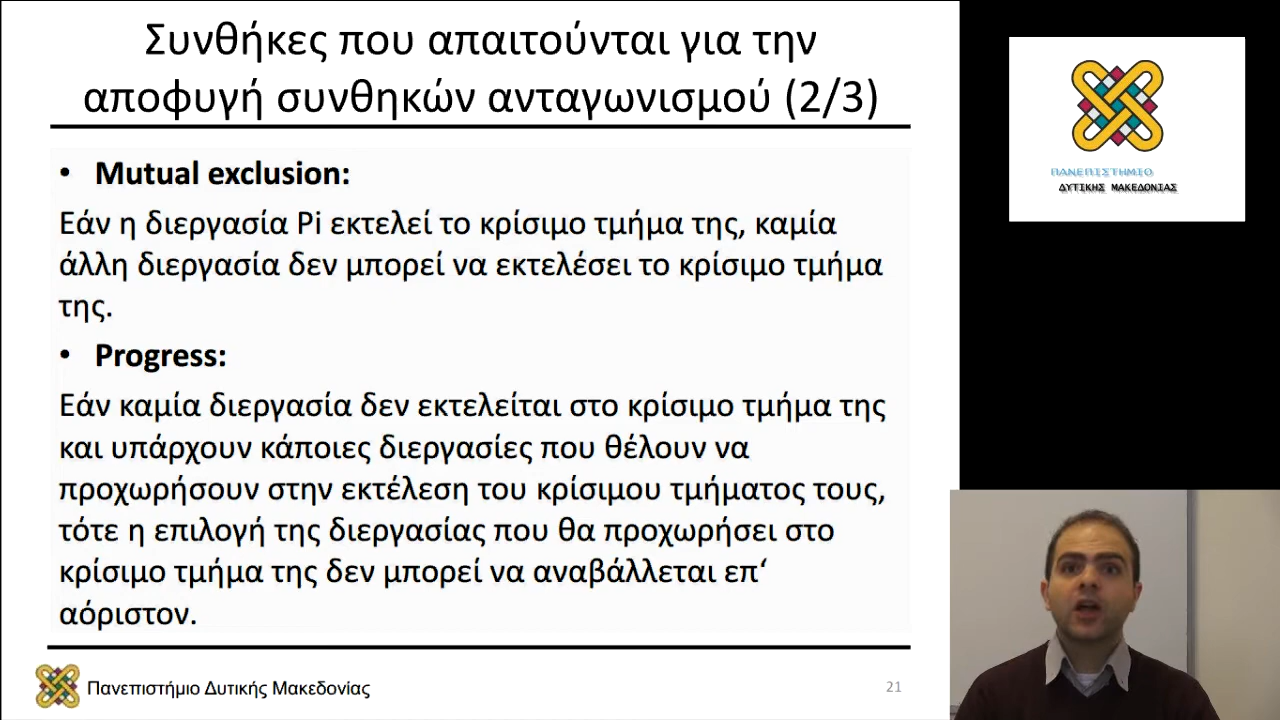 Συνθήκες που απαιτούνται για την
αποφυγή συνθηκών ανταγωνισμού (2/3)
• Mutual exclusion:
Εάν η διεργασία Pi εκτελεί το κρίσιμο τμήμα της, καμία
άλλη διεργασία δεν μπορεί να εκτελέσει το κρίσιμο τμήμα
της.
• Progress:
Εάν καμία διεργασία δεν εκτελείται στο κρίσιμο τμήμα της
και υπάρχουν κάποιες διεργασίες που θέλουν να
προχωρήσουν στην εκτέλεση του κρίσιμου τμήματος τους,
τότε η επιλογή της διεργασίας που θα προχωρήσει στο
κρίσιμο τμήμα της δεν μπορεί να αναβάλλεται επ‘
αόριστον.
Πανεπιστήμιο Δυτικής Μακεδονίας
21
ΠΑΝΕΠΙΣΤΗΜΙΟ
ΔΥΤΙΚΗΣ ΜΑΚΕΔΟΝΙΑΣ